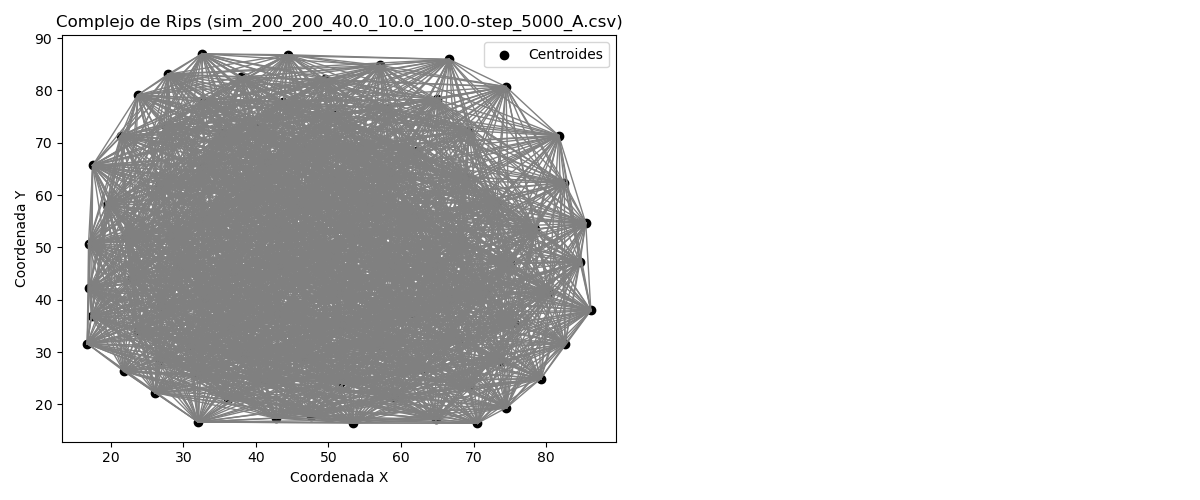 Complejo de Rips (sim_200_200_40.0_10.0_100.0-step_5000_A.csv)
Centroides
90
80
70
60
50
40
30
20
Coordenada Y
20 30 40 50 60 70 80
Coordenada X